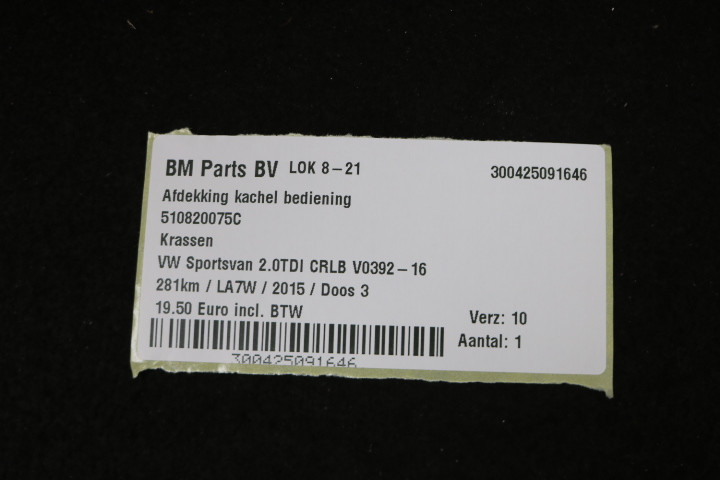 BM Parts BV LOK 8-21 300425091646
Afdekking kachel bediening
510820075C
Krassen
VW Sportsvan 2.0TDI CRLB V0392-16
281km / LA7W / 2015 / Doos 3
19.50 Euro incl. BTW
Verz: 10
Aantal: 1
300425091646